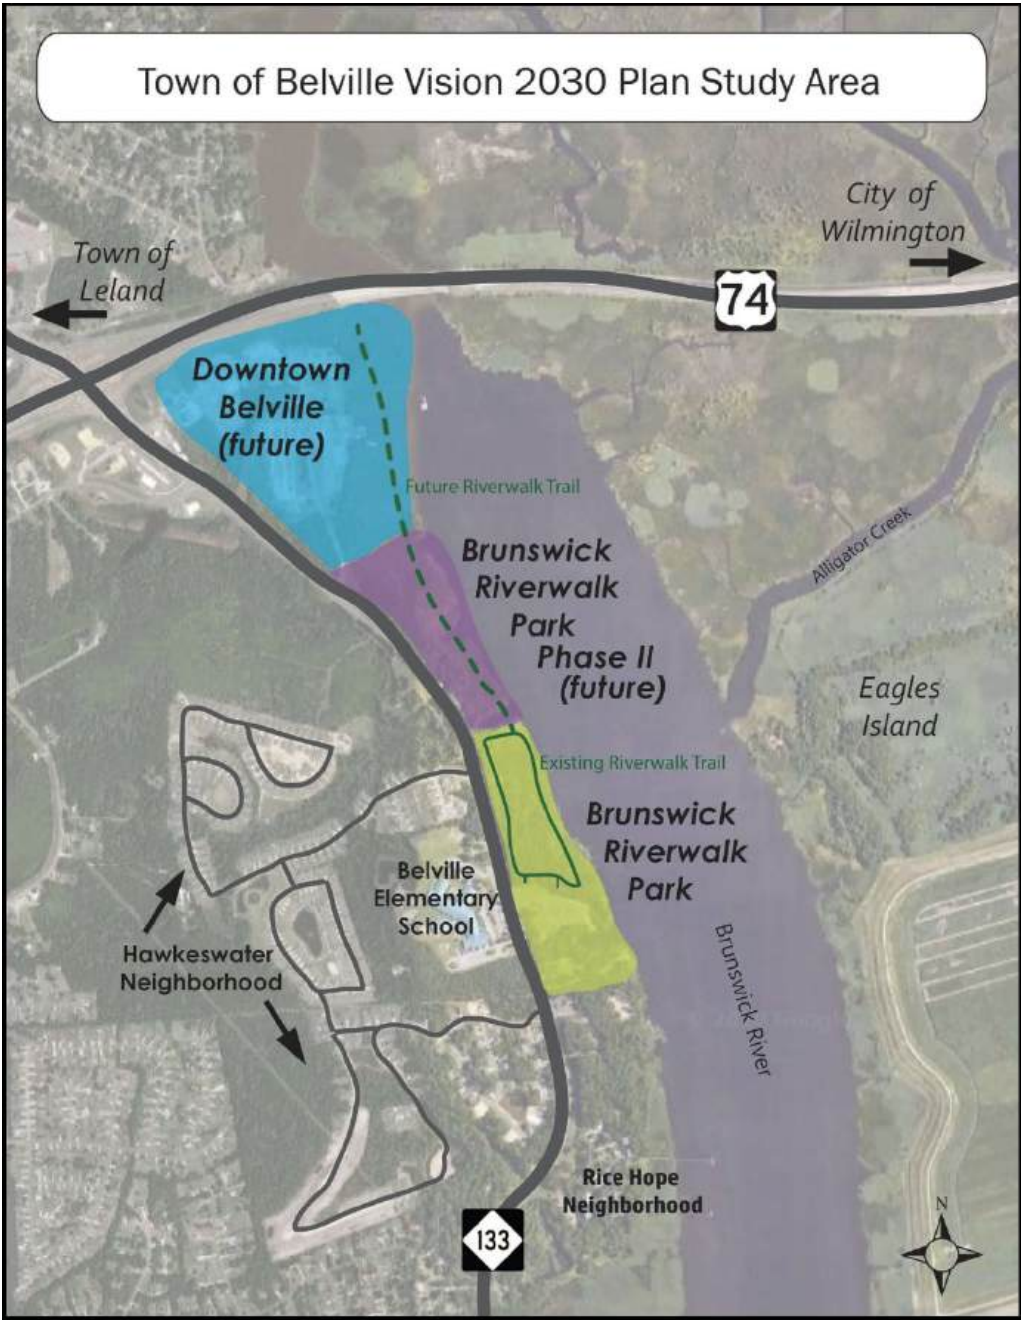 Town of Belville Vision 2030 Plan Study Area
City of
Wilmington
Town of
Leland
74
Downtown
Belville
(future)
Future Riverwalk Trail
Alligator Creek
Brunswick
Riverwalk
Park
Phase II
(future)
Eagles
Island
Existing Riverwalk Trail
Brunswick
Riverwalk
Park
Belville
Elementary
School
Hawkeswater
Neighborhood
Brunswick River
Rice Hope
Neighborhood
N
133